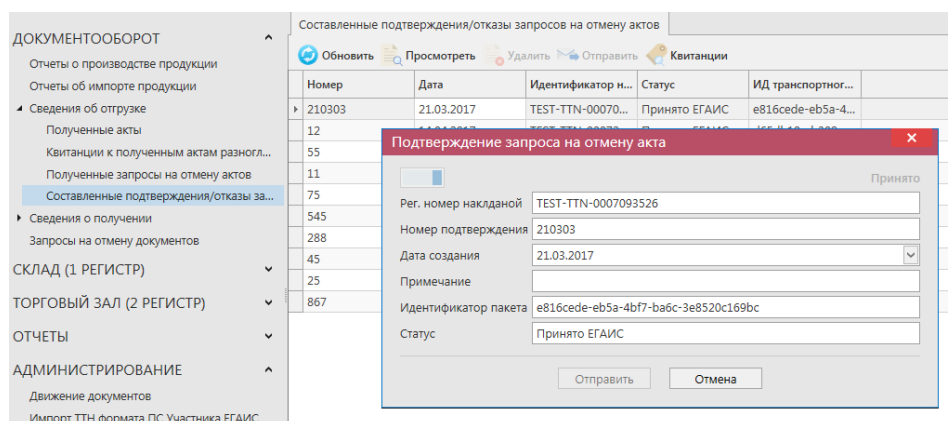 Составленные подтверждения/отказы запросов на отмену актов
ДОКУМЕНТООБОРОТ
Отчеты о производстве продукции
Отчеты об импорте продукции
Сведения об отгрузке
Полученные акты
Квитанции к полученным актам разногл...
Полученные запросы на отмену актов
Составленные подтверждения/отказы за...
Сведения о получении
Запросы на отмену документов
СКЛАД (1 РЕГИСТР)
ТОРГОВЫЙ ЗАЛ (2 РЕГИСТР)
ОТЧЕТЫ
АДМИНИСТРИРОВАНИЕ
Движение документов
Импорт ТТН формата ПС Участника ЕГАИС
Обновить Просмотреть Удалить Отправить Квитанции
Номер Дата Идентификатор н... Статус ИД транспортног...
210303 21.03.2017 TEST-TTN-00070... Принято ЕГАИС e816cede-eb5a-4...
12
55
11
75
545
288
45
25
867
Подтверждение запроса на отмену акта
Принято
Рег. номер накладной TEST-TTN-0007093526
Номер подтверждения 210303
Дата создания 21.03.2017
Примечание
Идентификатор пакета e816cede-eb5a-4bf7-ba6c-3e8520c169bc
Статус Принято ЕГАИС
Отправить Отмена